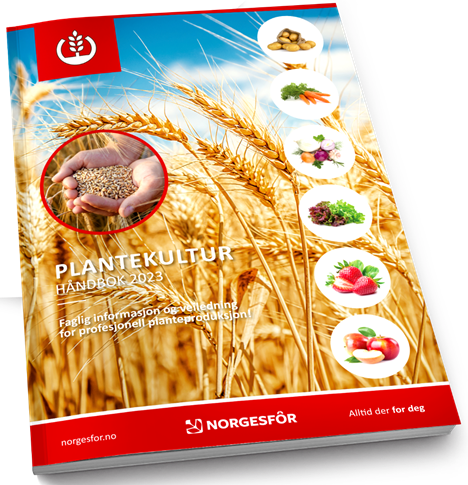 PLANTEKULTUR
HÅNDBOK 2023
Faglig informasjon og veiledning
for profesjonell planteproduksjon!
norgesfor.no
NORGESFÔR
Alltid der for deg